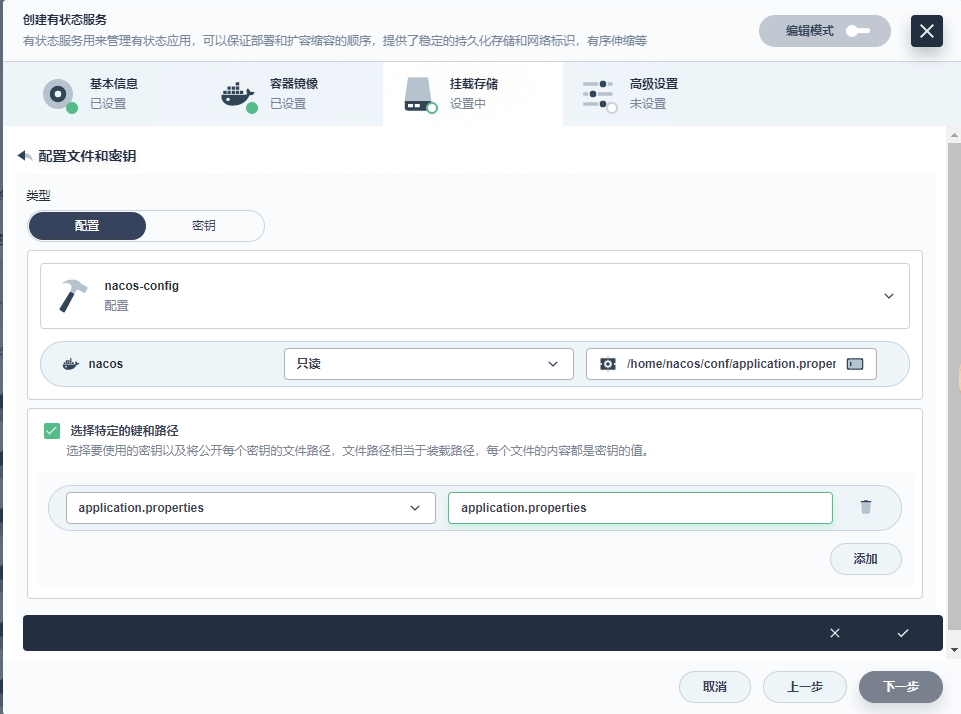 创建有状态服务
有状态服务用来管理有状态应用，可以保证部署和扩容缩容的顺序，提供了稳定的持久化存储和网络标识，有序伸缩等
编辑模式
基本信息
已设置
容器镜像
已设置
挂载存储
设置中
高级设置
未设置
配置文件和密钥
类型
配置
密钥
nacos-config
配置
nacos
只读
/home/nacos/conf/application.proper
选择特定的键和路径
选择要使用的密钥以及将公开每个密钥的文件路径，文件路径相当于装载路径，每个文件的内容都是密钥的值。
application.properties
application.properties
添加
取消
上一步
下一步